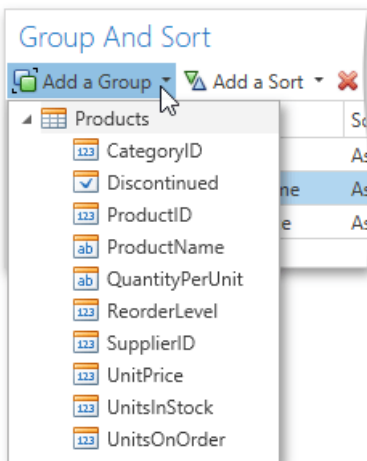 Group And Sort
Add a Group Add a Sort
Products
CategoryID
Discontinued
ProductID
ProductName
QuantityPerUnit
ReorderLevel
SupplierID
UnitPrice
UnitsInStock
UnitsOnOrder